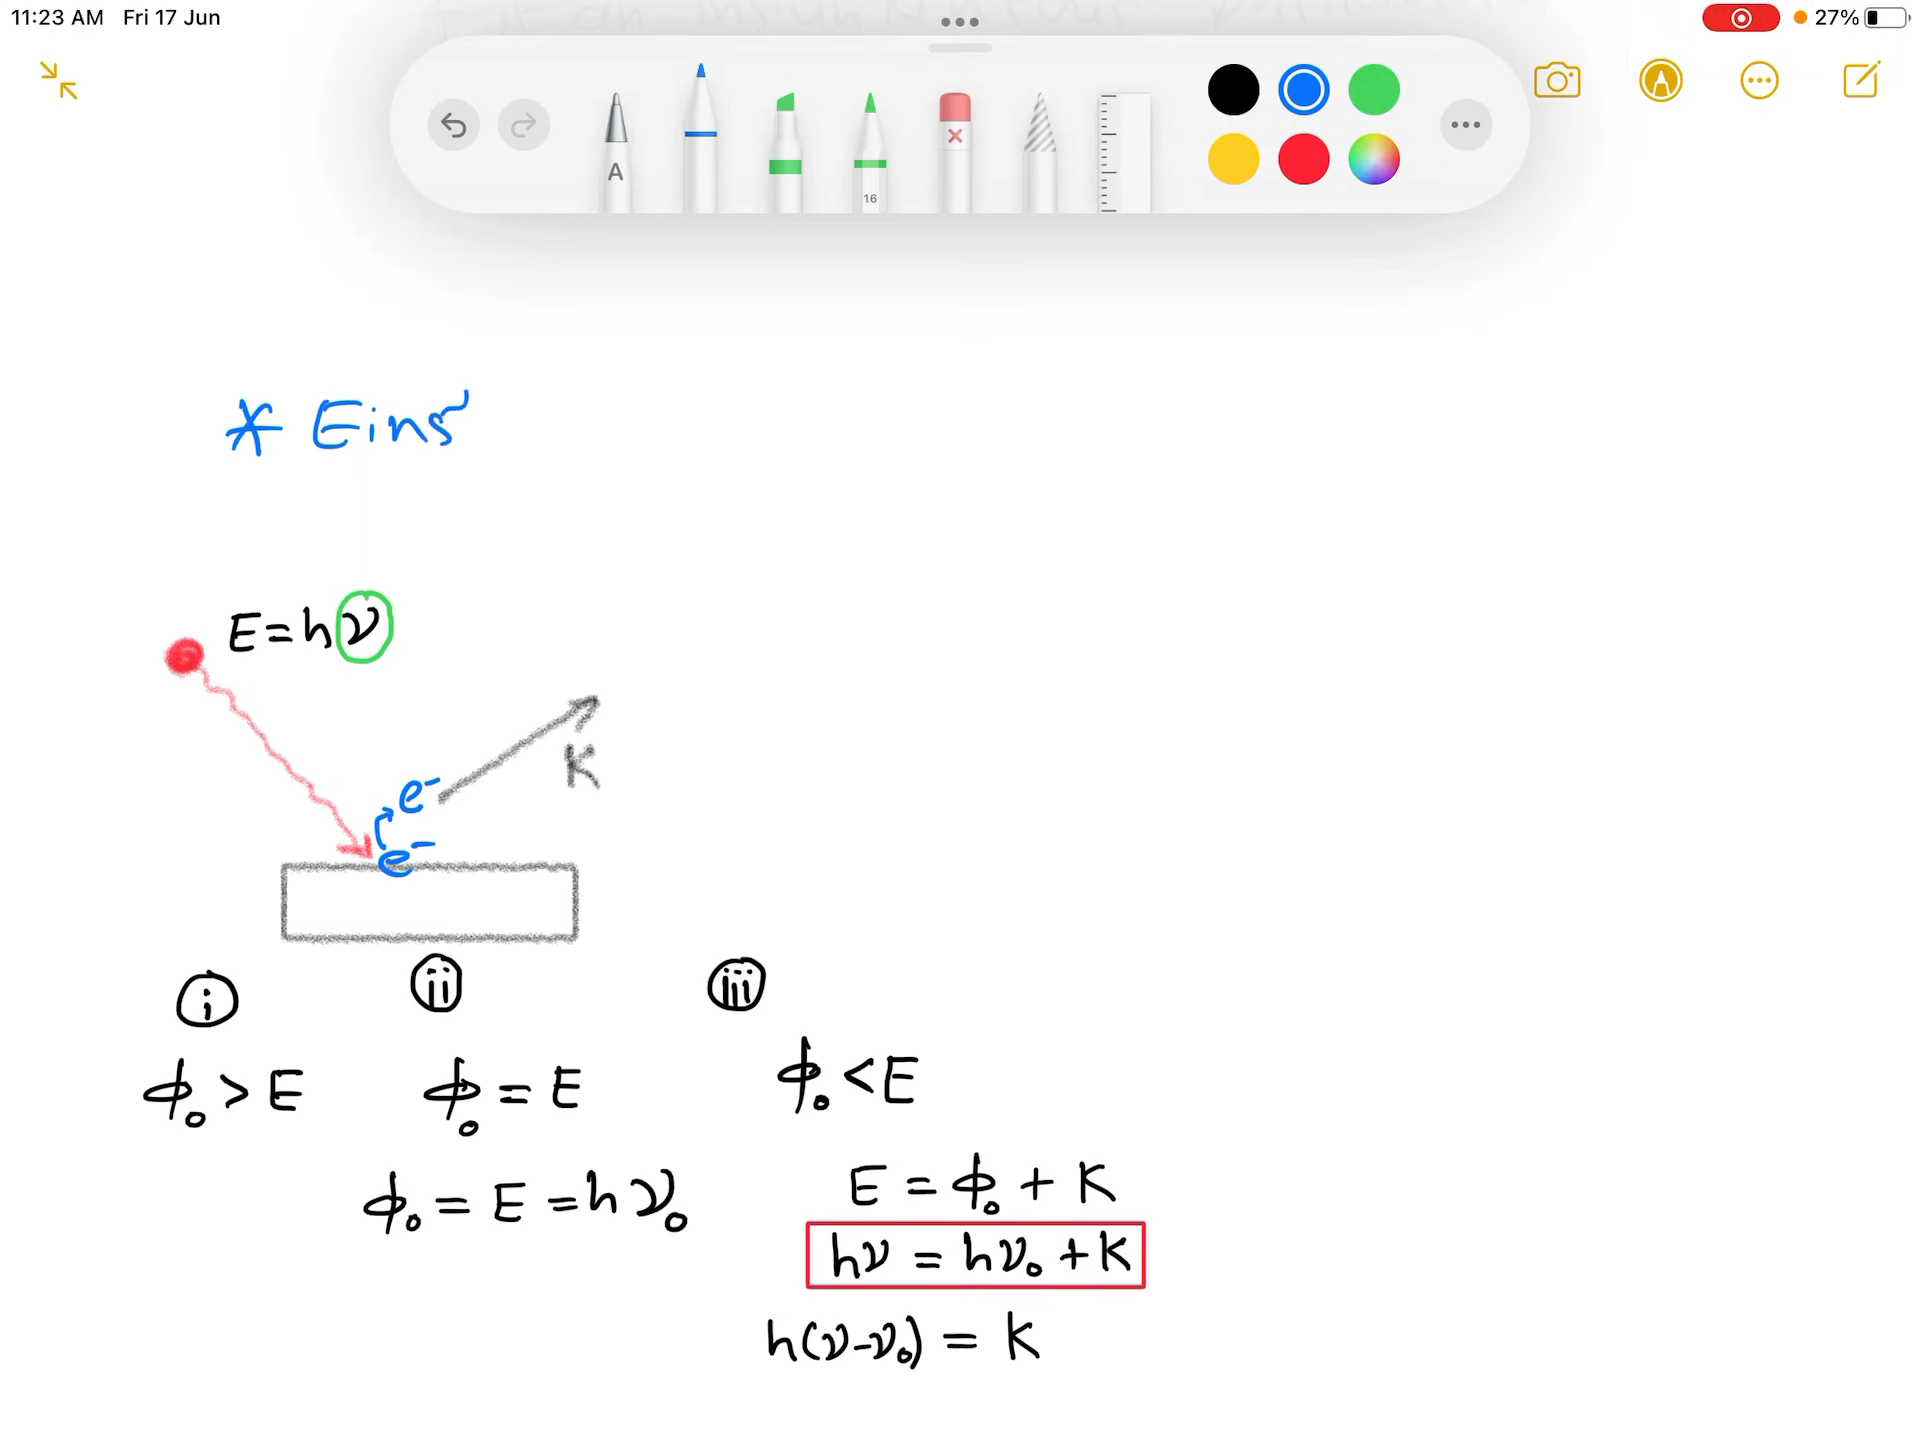 11:23 AM Fri 17 Jun
27%
A
16
* Eins
E=hν
K
e⁻
e⁻
i
ii
iii
ϕ₀ > E
ϕ₀ = E
ϕ₀ < E
ϕ₀ = E = hν₀
E = ϕ₀ + K
hν = hν₀ + K
h(ν-ν₀) = K